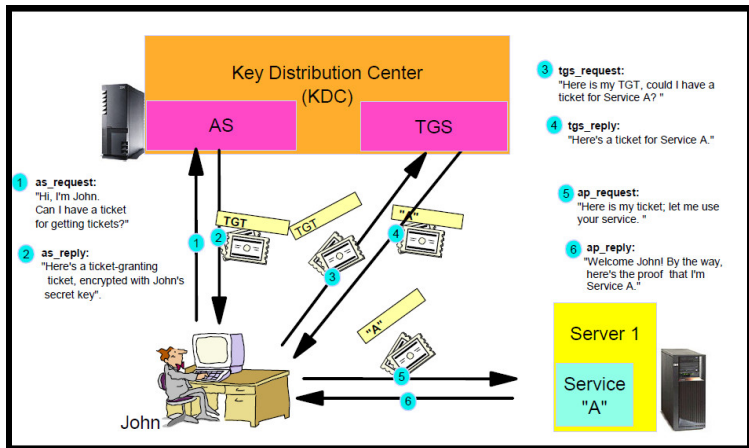 Key Distribution Center
(KDC)
AS
TGS
1
as_request:
"Hi, I'm John.
Can I have a ticket
for getting tickets?"
2
as_reply:
"Here's a ticket-granting
ticket, encrypted with John's
secret key".
3
tgs_request:
"Here is my TGT, could I have a
ticket for Service A? "
4
tgs_reply:
"Here's a ticket for Service A."
5
ap_request:
"Here is my ticket; let me use
your service. "
6
ap_reply:
"Welcome John! By the way,
here's the proof that I'm
Service A."
TGT
TGT
"A"
1
2
3
4
"A"
5
6
John
Server 1
Service
"A"